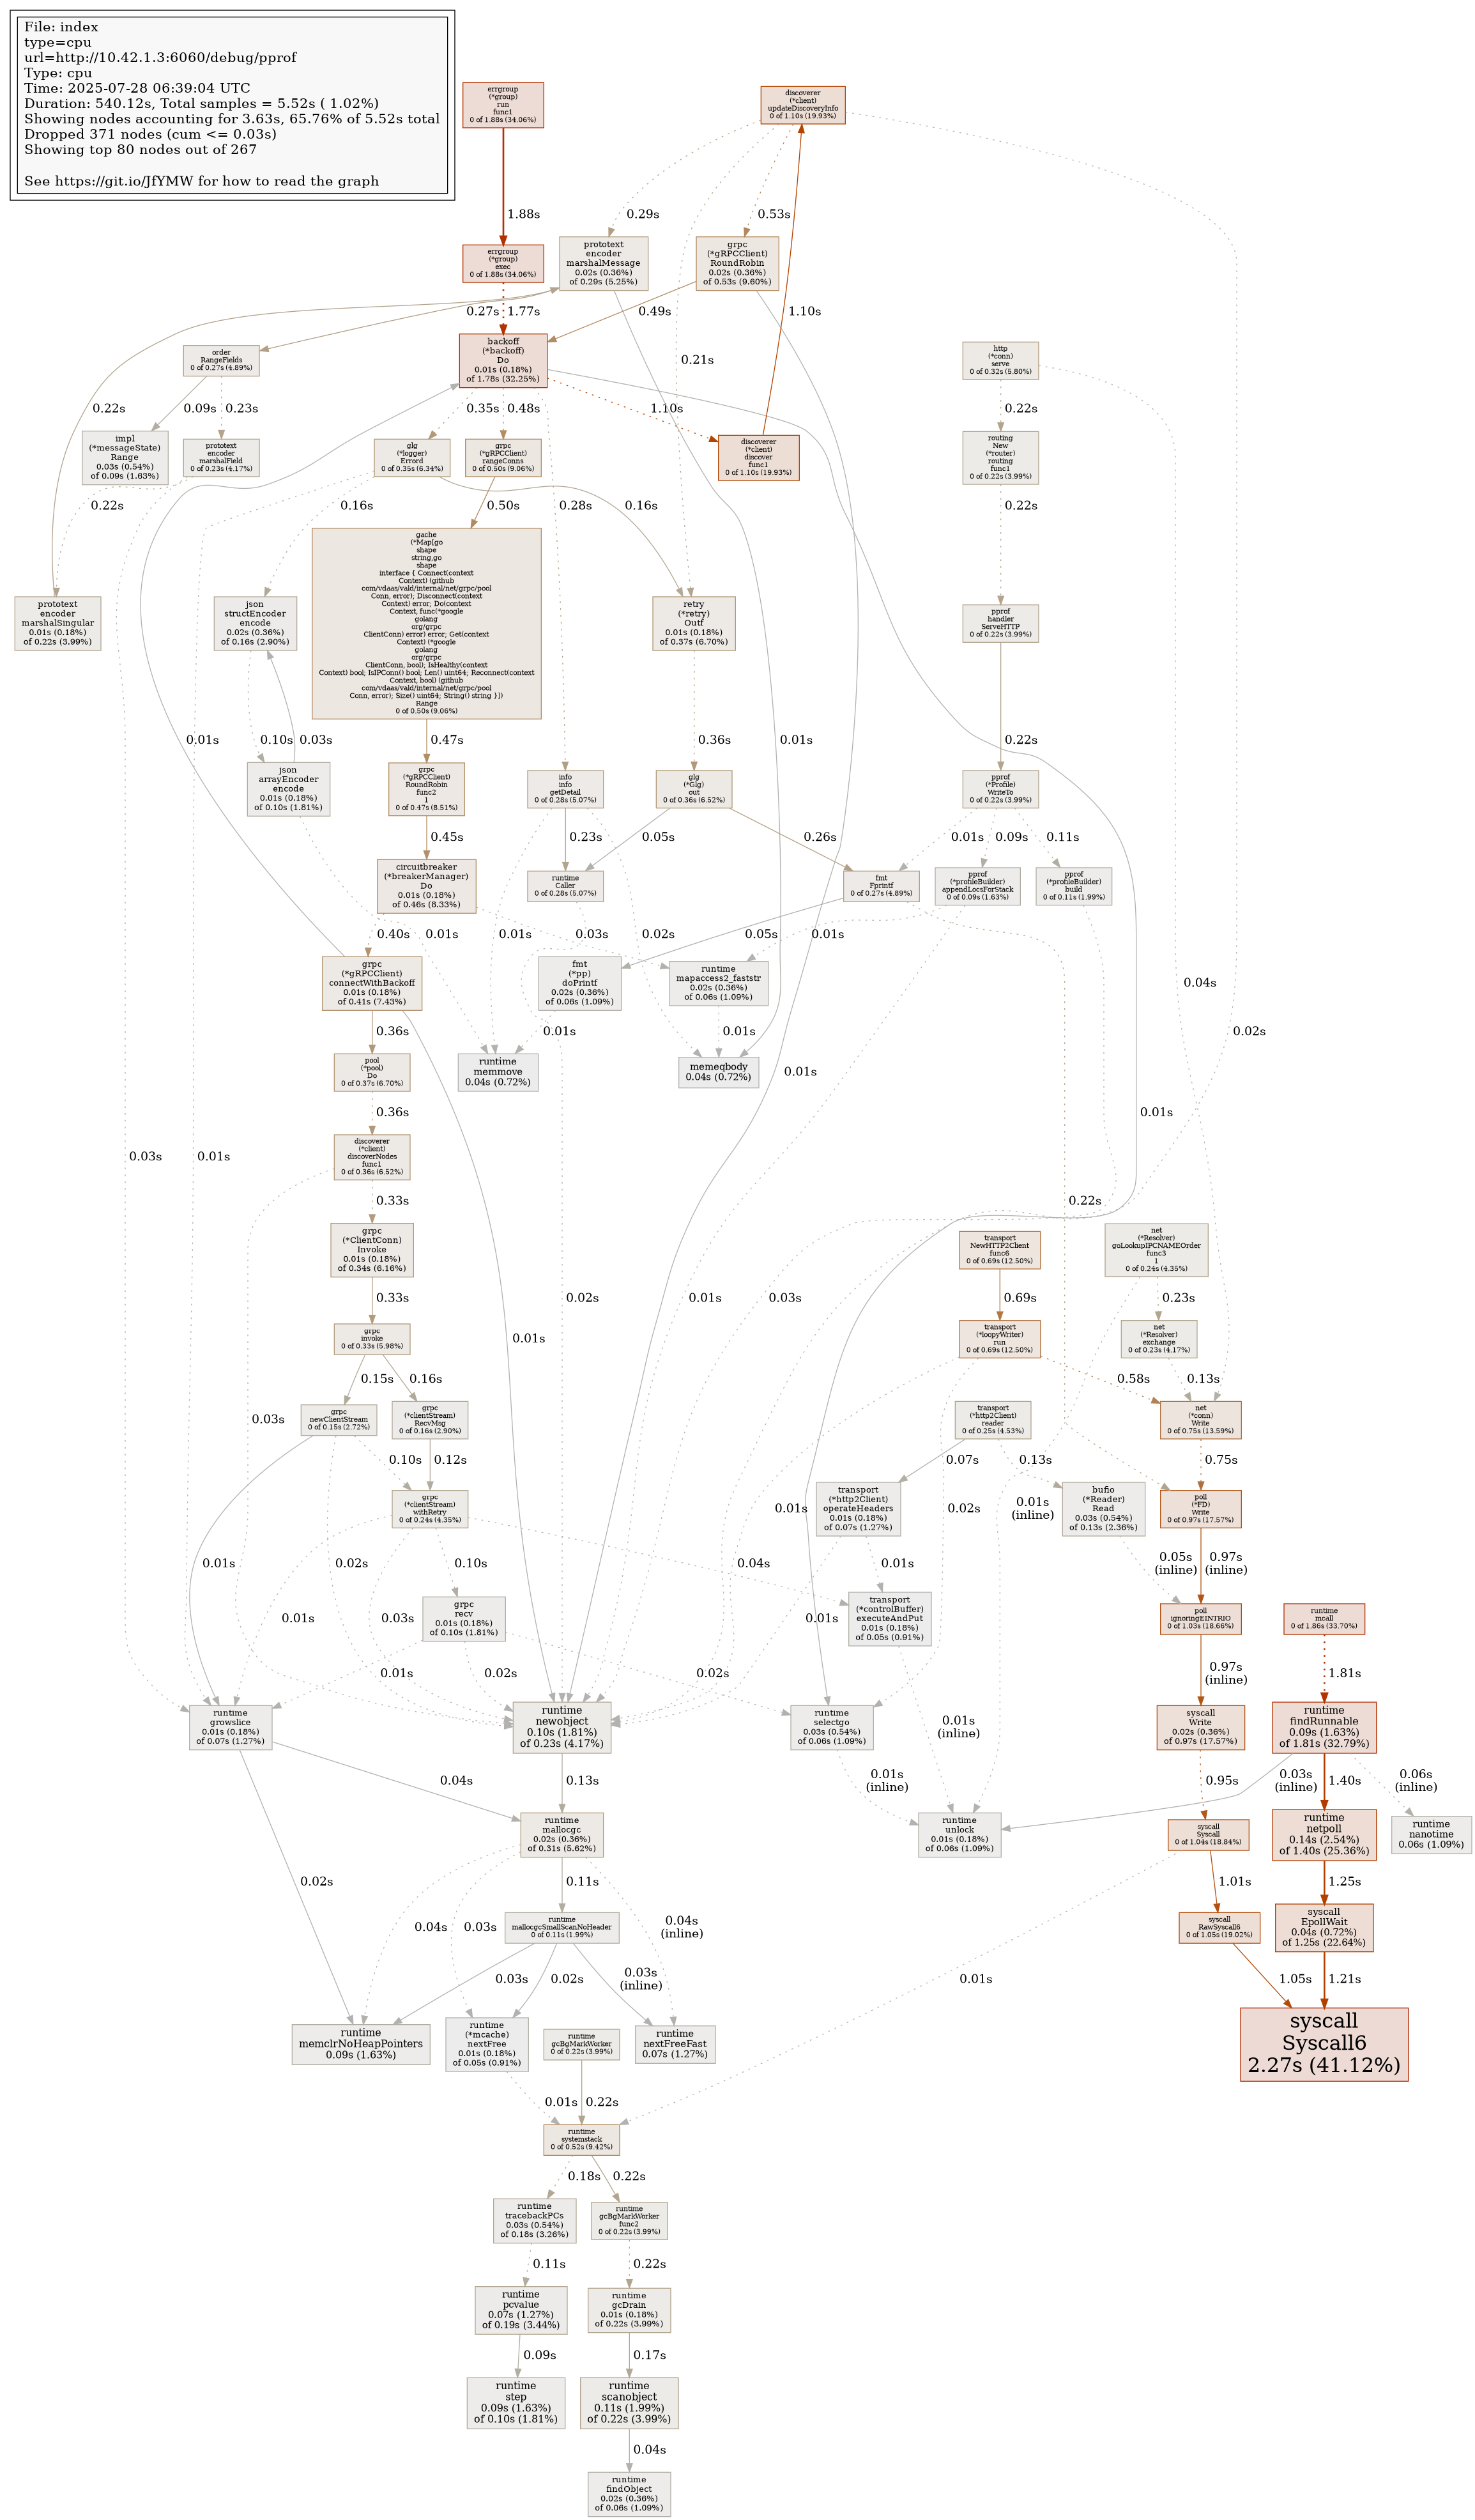 File: index
type=cpu
url=http://10.42.1.3:6060/debug/pprof
Type: cpu
Time: 2025-07-28 06:39:04 UTC
Duration: 540.12s, Total samples = 5.52s ( 1.02%)
Showing nodes accounting for 3.63s, 65.76% of 5.52s total
Dropped 371 nodes (cum <= 0.03s)
Showing top 80 nodes out of 267
See https://git.io/JfYMW for how to read the graph
errgroup
(*group)
run
func1
0 of 1.88s (34.06%)
discoverer
(*client)
updateDiscoveryInfo
0 of 1.10s (19.93%)
1.88s
0.29s
0.53s
errgroup
(*group)
exec
0 of 1.88s (34.06%)
prototext
encoder
marshalMessage
0.02s (0.36%)
of 0.29s (5.25%)
grpc
(*gRPCClient)
RoundRobin
0.02s (0.36%)
of 0.53s (9.60%)
0.27s
1.77s
0.49s
1.10s
order
RangeFields
0 of 0.27s (4.89%)
backoff
(*backoff)
Do
0.01s (0.18%)
of 1.78s (32.25%)
0.21s
http
(*conn)
serve
0 of 0.32s (5.80%)
0.22s
0.09s
0.23s
0.35s
0.48s
1.10s
0.22s
impl
(*messageState)
Range
0.03s (0.54%)
of 0.09s (1.63%)
prototext
encoder
marshalField
0 of 0.23s (4.17%)
glg
(*logger)
Errord
0 of 0.35s (6.34%)
grpc
(*gRPCClient)
rangeConns
0 of 0.50s (9.06%)
discoverer
(*client)
discover
func1
0 of 1.10s (19.93%)
routing
New
(*router)
routing
func1
0 of 0.22s (3.99%)
0.22s
0.16s
0.50s
0.28s
0.16s
0.22s
gache
(*Map[go
shape
string,go
shape
interface { Connect(context
Context) (github
com/vdaas/vald/internal/net/grpc/pool
Conn, error); Disconnect(context
Context) error; Do(context
Context, func(*google
golang
org/grpc
ClientConn) error) error; Get(context
Context) (*google
golang
org/grpc
ClientConn, bool); IsHealthy(context
Context) bool; IsIPConn() bool; Len() uint64; Reconnect(context
Context, bool) (github
com/vdaas/vald/internal/net/grpc/pool
Conn, error); Size() uint64; String() string }])
Range
0 of 0.50s (9.06%)
prototext
encoder
marshalSingular
0.01s (0.18%)
of 0.22s (3.99%)
json
structEncoder
encode
0.02s (0.36%)
of 0.16s (2.90%)
retry
(*retry)
Outf
0.01s (0.18%)
of 0.37s (6.70%)
pprof
handler
ServeHTTP
0 of 0.22s (3.99%)
0.01s
0.10s
0.03s
0.47s
0.36s
0.01s
0.22s
json
arrayEncoder
encode
0.01s (0.18%)
of 0.10s (1.81%)
grpc
(*gRPCClient)
RoundRobin
func2
1
0 of 0.47s (8.51%)
info
info
getDetail
0 of 0.28s (5.07%)
glg
(*Glg)
out
0 of 0.36s (6.52%)
pprof
(*Profile)
WriteTo
0 of 0.22s (3.99%)
0.45s
0.23s
0.05s
0.26s
0.01s
0.09s
0.11s
circuitbreaker
(*breakerManager)
Do
0.01s (0.18%)
of 0.46s (8.33%)
runtime
Caller
0 of 0.28s (5.07%)
fmt
Fprintf
0 of 0.27s (4.89%)
pprof
(*profileBuilder)
appendLocsForStack
0 of 0.09s (1.63%)
pprof
(*profileBuilder)
build
0 of 0.11s (1.99%)
0.40s
0.01s
0.01s
0.03s
0.02s
0.05s
0.01s
grpc
(*gRPCClient)
connectWithBackoff
0.01s (0.18%)
of 0.41s (7.43%)
fmt
(*pp)
doPrintf
0.02s (0.36%)
of 0.06s (1.09%)
runtime
mapaccess2_faststr
0.02s (0.36%)
of 0.06s (1.09%)
0.04s
0.36s
0.01s
0.01s
0.02s
pool
(*pool)
Do
0 of 0.37s (6.70%)
runtime
memmove
0.04s (0.72%)
memeqbody
0.04s (0.72%)
0.01s
0.36s
0.01s
discoverer
(*client)
discoverNodes
func1
0 of 0.36s (6.52%)
0.03s
0.01s
0.33s
0.22s
grpc
(*ClientConn)
Invoke
0.01s (0.18%)
of 0.34s (6.16%)
transport
NewHTTP2Client
func6
0 of 0.69s (12.50%)
net
(*Resolver)
goLookupIPCNAMEOrder
func3
1
0 of 0.24s (4.35%)
0.33s
0.02s
0.01s
0.03s
0.69s
0.23s
grpc
invoke
0 of 0.33s (5.98%)
0.01s
transport
(*loopyWriter)
run
0 of 0.69s (12.50%)
net
(*Resolver)
exchange
0 of 0.23s (4.17%)
0.15s
0.16s
0.58s
0.13s
0.03s
grpc
newClientStream
0 of 0.15s (2.72%)
grpc
(*clientStream)
RecvMsg
0 of 0.16s (2.90%)
transport
(*http2Client)
reader
0 of 0.25s (4.53%)
net
(*conn)
Write
0 of 0.75s (13.59%)
0.10s
0.12s
0.07s
0.13s
0.75s
grpc
(*clientStream)
withRetry
0 of 0.24s (4.35%)
transport
(*http2Client)
operateHeaders
0.01s (0.18%)
of 0.07s (1.27%)
bufio
(*Reader)
Read
0.03s (0.54%)
of 0.13s (2.36%)
poll
(*FD)
Write
0 of 0.97s (17.57%)
0.01s
0.02s
0.01s
(inline)
0.01s
0.02s
0.10s
0.04s
0.01s
0.05s
(inline)
0.97s
(inline)
grpc
recv
0.01s (0.18%)
of 0.10s (1.81%)
transport
(*controlBuffer)
executeAndPut
0.01s (0.18%)
of 0.05s (0.91%)
poll
ignoringEINTRIO
0 of 1.03s (18.66%)
runtime
mcall
0 of 1.86s (33.70%)
0.01s
0.03s
0.01s
0.01s
0.02s
0.02s
0.97s
(inline)
1.81s
runtime
growslice
0.01s (0.18%)
of 0.07s (1.27%)
runtime
newobject
0.10s (1.81%)
of 0.23s (4.17%)
runtime
selectgo
0.03s (0.54%)
of 0.06s (1.09%)
0.01s
(inline)
syscall
Write
0.02s (0.36%)
of 0.97s (17.57%)
runtime
findRunnable
0.09s (1.63%)
of 1.81s (32.79%)
0.04s
0.13s
0.01s
(inline)
0.95s
0.03s
(inline)
1.40s
0.06s
(inline)
runtime
mallocgc
0.02s (0.36%)
of 0.31s (5.62%)
runtime
unlock
0.01s (0.18%)
of 0.06s (1.09%)
syscall
Syscall
0 of 1.04s (18.84%)
runtime
netpoll
0.14s (2.54%)
of 1.40s (25.36%)
runtime
nanotime
0.06s (1.09%)
0.02s
0.11s
1.01s
1.25s
runtime
mallocgcSmallScanNoHeader
0 of 0.11s (1.99%)
syscall
RawSyscall6
0 of 1.05s (19.02%)
syscall
EpollWait
0.04s (0.72%)
of 1.25s (22.64%)
0.04s
0.03s
0.04s
(inline)
0.03s
0.02s
0.03s
(inline)
0.01s
1.05s
1.21s
runtime
memclrNoHeapPointers
0.09s (1.63%)
runtime
(*mcache)
nextFree
0.01s (0.18%)
of 0.05s (0.91%)
runtime
gcBgMarkWorker
0 of 0.22s (3.99%)
runtime
nextFreeFast
0.07s (1.27%)
syscall
Syscall6
2.27s (41.12%)
0.01s
0.22s
runtime
systemstack
0 of 0.52s (9.42%)
0.18s
0.22s
runtime
tracebackPCs
0.03s (0.54%)
of 0.18s (3.26%)
runtime
gcBgMarkWorker
func2
0 of 0.22s (3.99%)
0.11s
0.22s
runtime
pcvalue
0.07s (1.27%)
of 0.19s (3.44%)
runtime
gcDrain
0.01s (0.18%)
of 0.22s (3.99%)
0.09s
0.17s
runtime
step
0.09s (1.63%)
of 0.10s (1.81%)
runtime
scanobject
0.11s (1.99%)
of 0.22s (3.99%)
0.04s
runtime
findObject
0.02s (0.36%)
of 0.06s (1.09%)